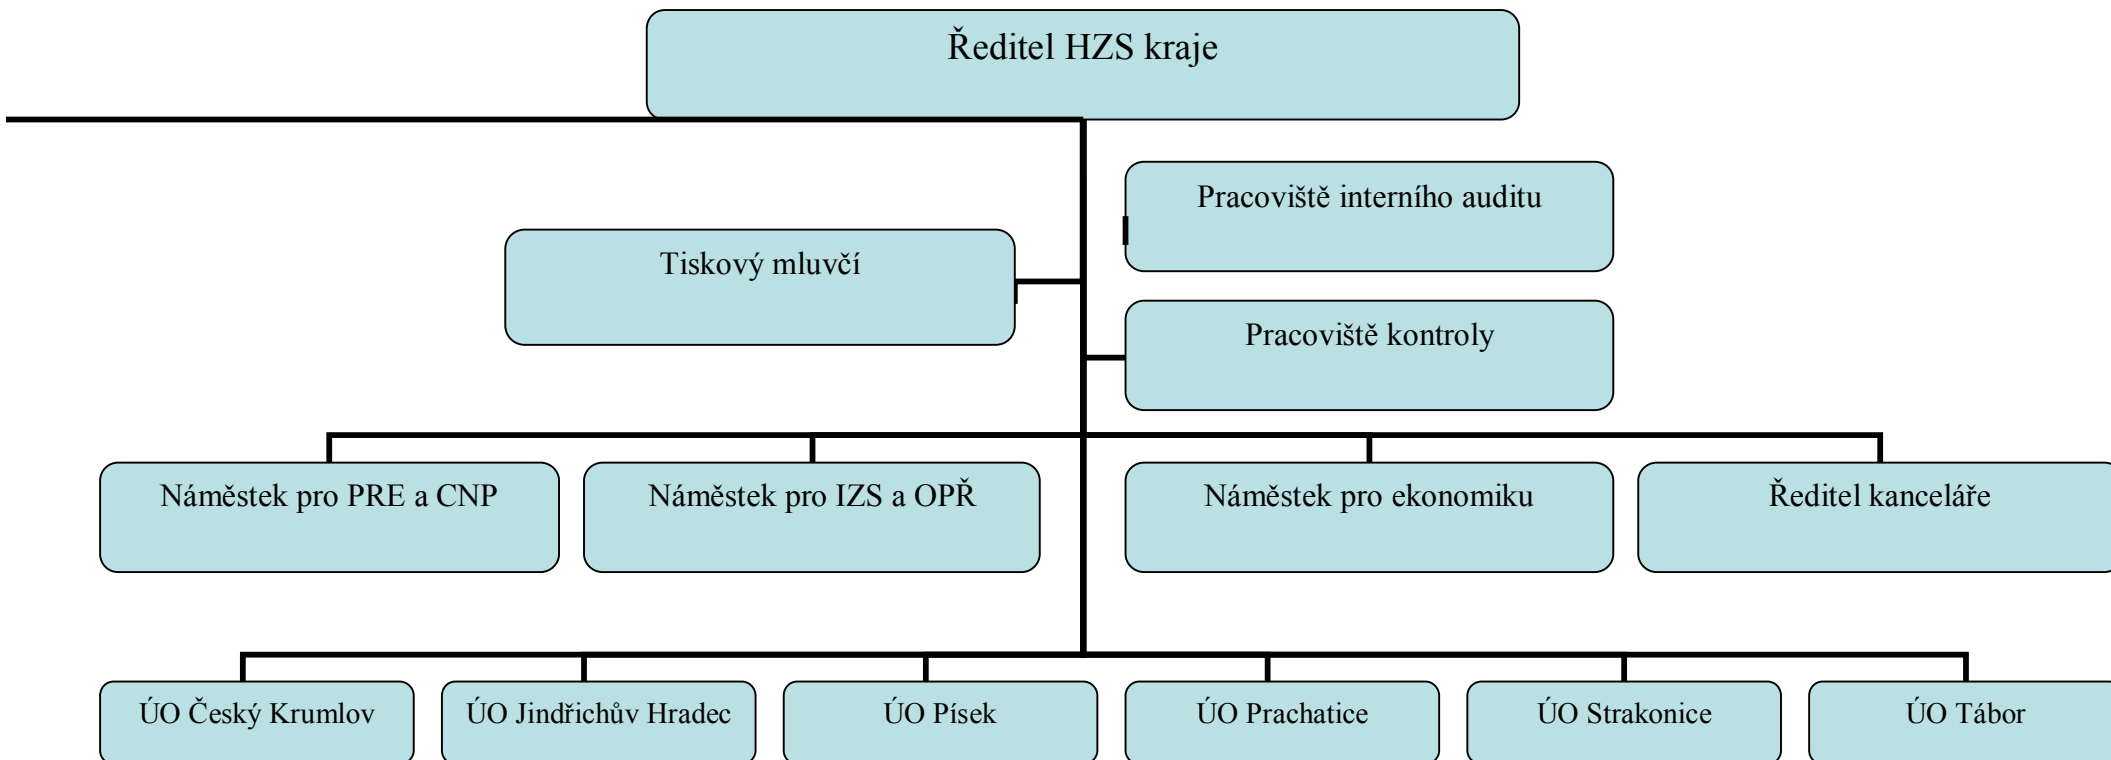 Ředitel HZS kraje
Pracoviště interního auditu
Tiskový mluvčí
Pracoviště kontroly
Náměstek pro PRE a CNP
Náměstek pro IZS a OPŘ
Náměstek pro ekonomiku
Ředitel kanceláře
ÚO Český Krumlov
ÚO Jindřichův Hradec
ÚO Písek
ÚO Prachatice
ÚO Strakonice
ÚO Tábor